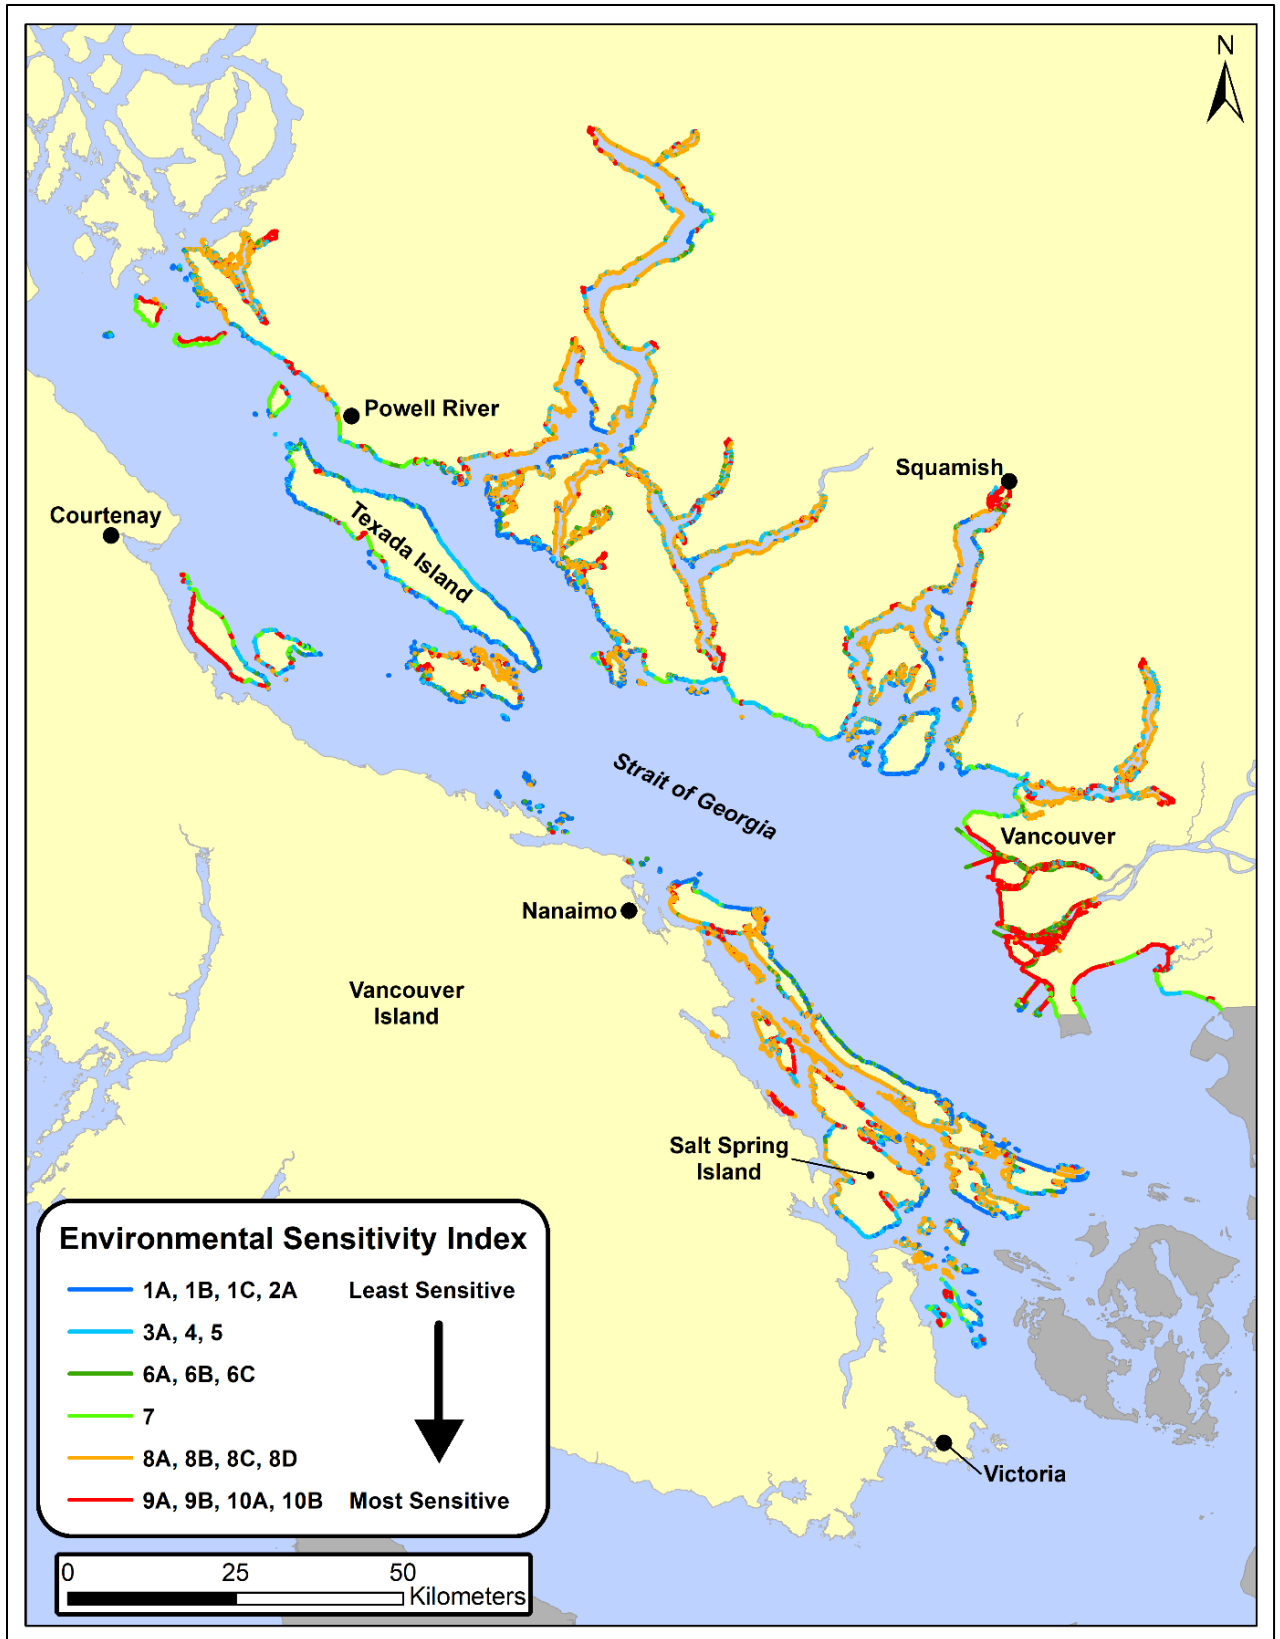 N
Powell River
Squamish
Courtenay
Texada Island
Strait of Georgia
Vancouver
Nanaimo
Vancouver
Island
Salt Spring
Island
Victoria
Environmental Sensitivity Index
1A, 1B, 1C, 2A Least Sensitive
3A, 4, 5
6A, 6B, 6C
7
8A, 8B, 8C, 8D
9A, 9B, 10A, 10B Most Sensitive
0 25 50
Kilometers